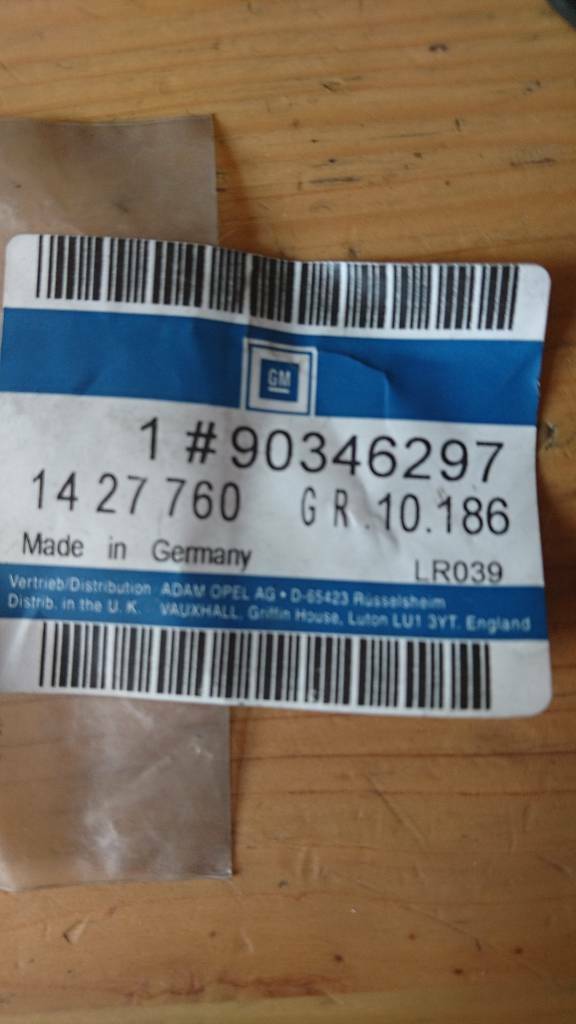 GM
1 #90346297
14 27 760 GR.10.186
Made in Germany
LR039
Vertrieb/Distribution ADAM OPEL AG • D-65423 Rüsselsheim
Distrib. in the U. K. VAUXHALL, Griffin House, Luton LU1 3YT. England